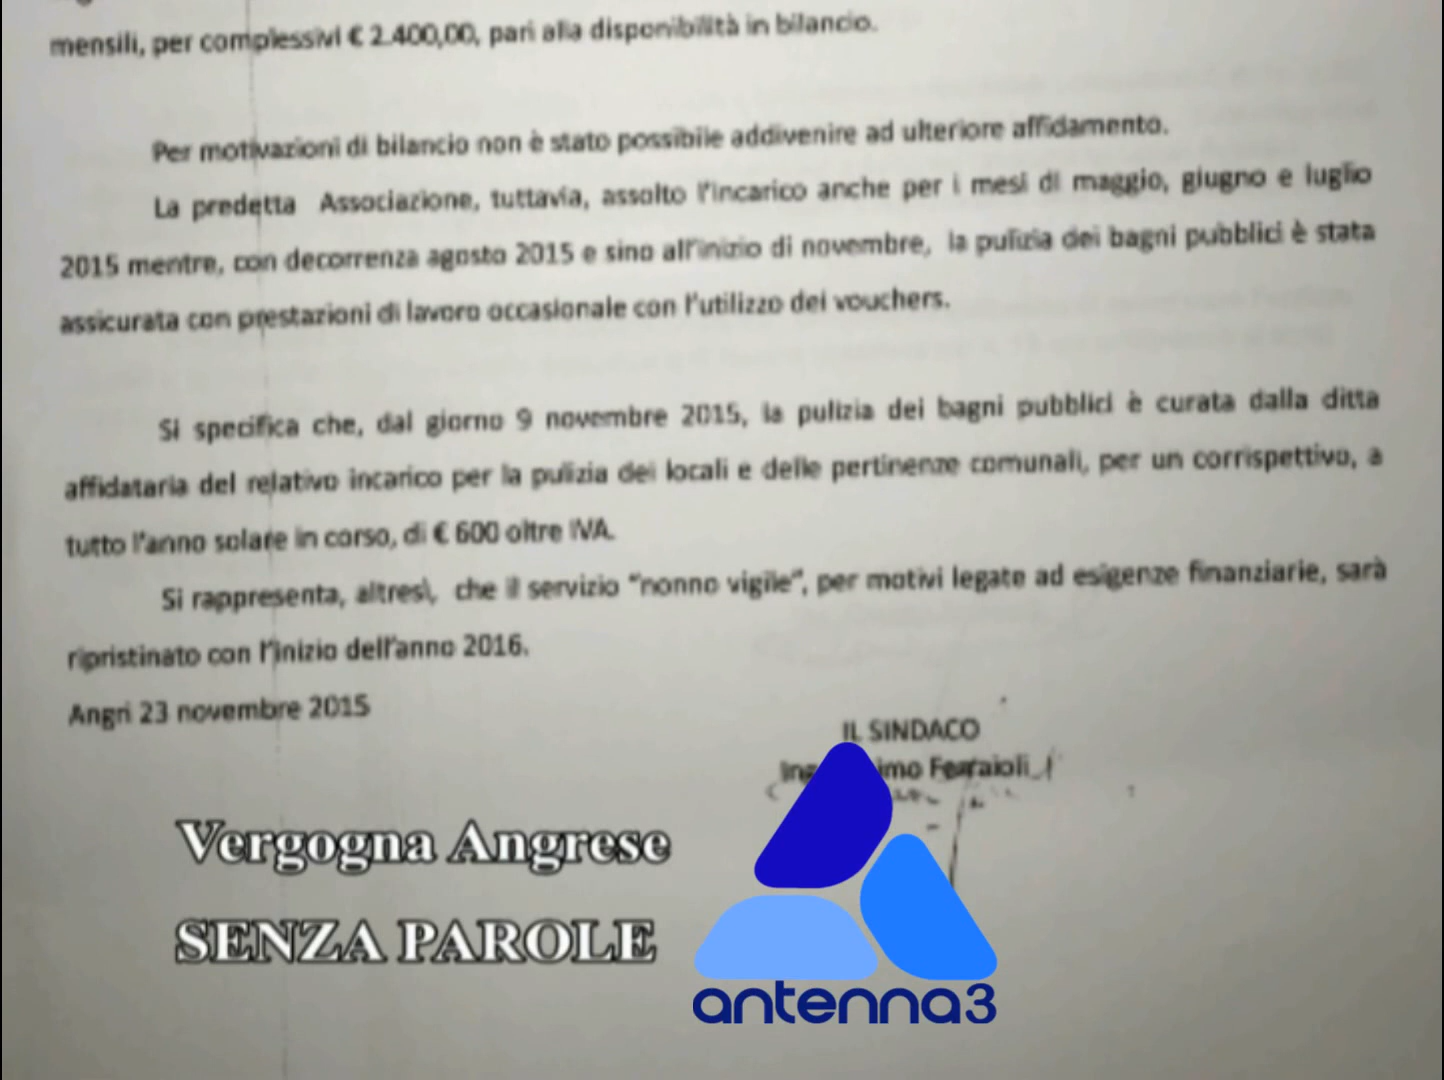 mensili, per complessivi € 2.400,00, pari alla disponibilità in bilancio.
Per motivazioni di bilancio non è stato possibile addivenire ad ulteriore affidamento.
La predetta Associazione, tuttavia, assolto l'incarico anche per i mesi di maggio, giugno e luglio
2015 mentre, con decorrenza agosto 2015 e sino all'inizio di novembre, la pulizia dei bagni pubblici è stata
assicurata con prestazioni di lavoro occasionale con l'utilizzo dei vouchers.
Si specifica che, dal giorno 9 novembre 2015, la pulizia dei bagni pubblici è curata dalla ditta
affidataria del relativo incarico per la pulizia dei locali e delle pertinenze comunali, per un corrispettivo, a
tutto l'anno solare in corso, di € 600 oltre IVA.
Si rappresenta, altresì, che il servizio "nonno vigile", per motivi legate ad esigenze finanziarie, sarà
ripristinato con l'inizio dell'anno 2016.
Angri 23 novembre 2015
IL SINDACO
Ferraioli
Vergogna Angrese
SENZA PAROLE
antenna3